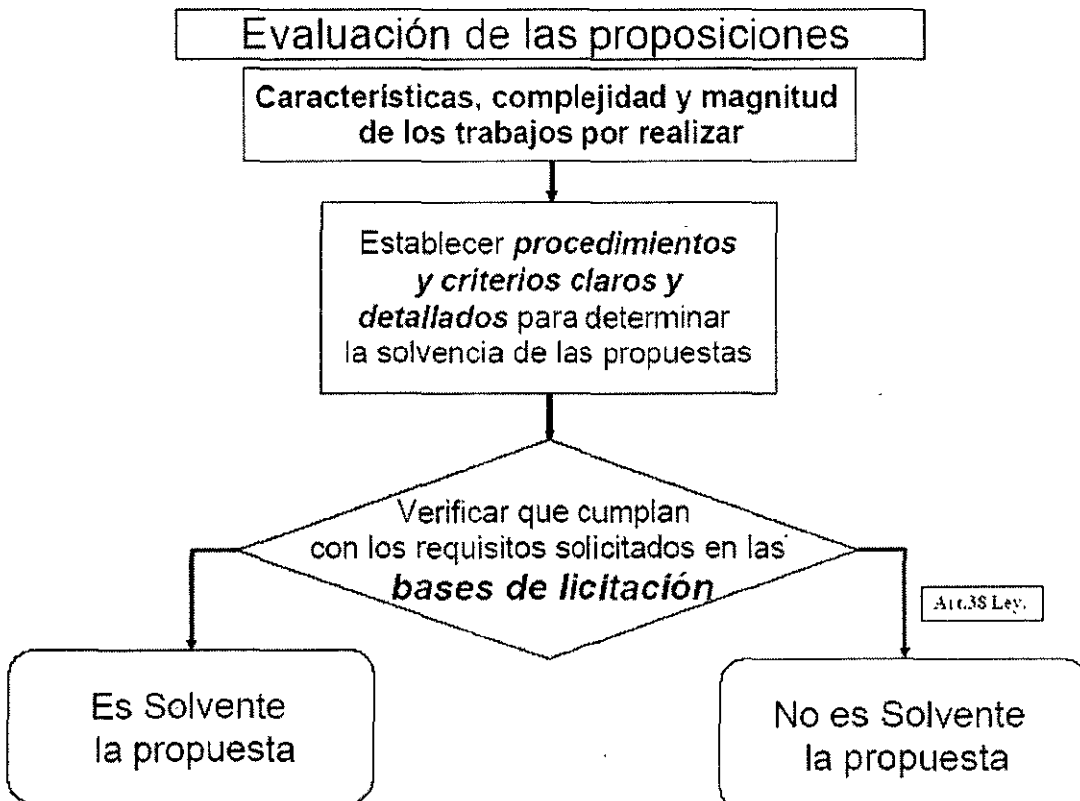 Evaluación de las proposiciones
Características, complejidad y magnitud
de los trabajos por realizar
Establecer procedimientos
y criterios claros y
detallados para determinar
la solvencia de las propuestas
Verificar que cumplan
con los requisitos solicitados en las
bases de licitación
Art.38 Ley.
Es Solvente
la propuesta
No es Solvente
la propuesta